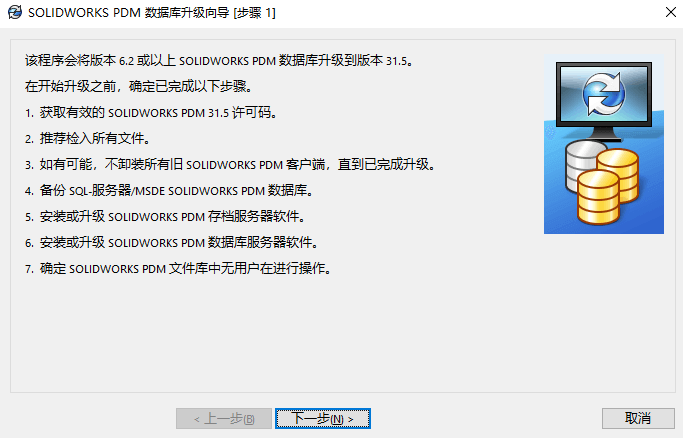 SOLIDWORKS PDM 数据库升级向导 [步骤 1]
该程序会将版本 6.2 或以上 SOLIDWORKS PDM 数据库升级到版本 31.5。
在开始升级之前，确定已完成以下步骤。
1. 获取有效的 SOLIDWORKS PDM 31.5 许可码。
2. 推荐检入所有文件。
3. 如有可能，不卸装所有旧 SOLIDWORKS PDM 客户端，直到已完成升级。
4. 备份 SQL-服务器/MSDE SOLIDWORKS PDM 数据库。
5. 安装或升级 SOLIDWORKS PDM 存档服务器软件。
6. 安装或升级 SOLIDWORKS PDM 数据库服务器软件。
7. 确定 SOLIDWORKS PDM 文件库中无用户在进行操作。
< 上一步(B) 下一步(N) > 取消